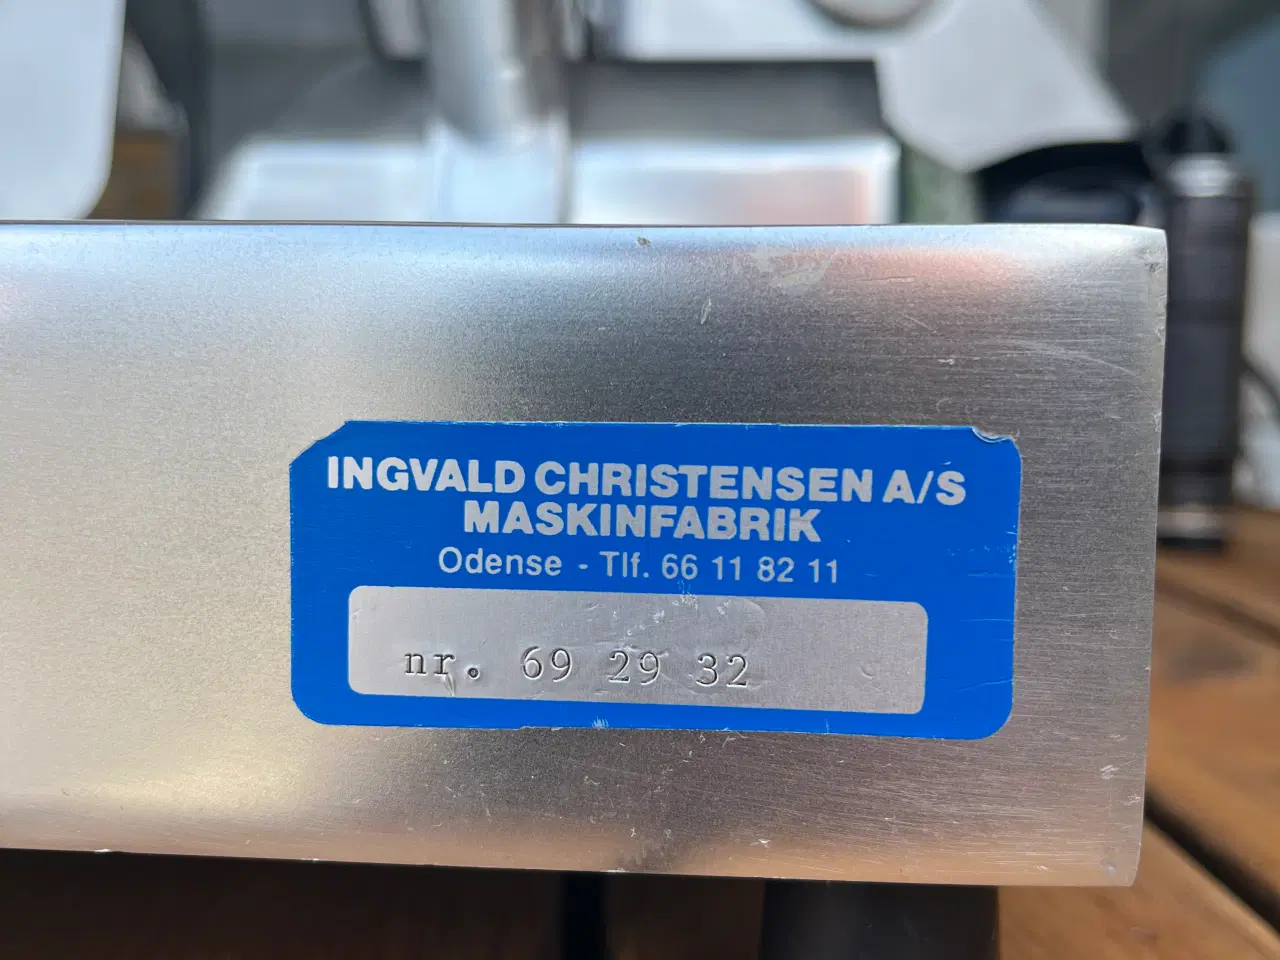 INGVALD CHRISTENSEN A/S
MASKINFABRIK
Odense - Tlf. 66 11 82 11
nr. 69 29 32